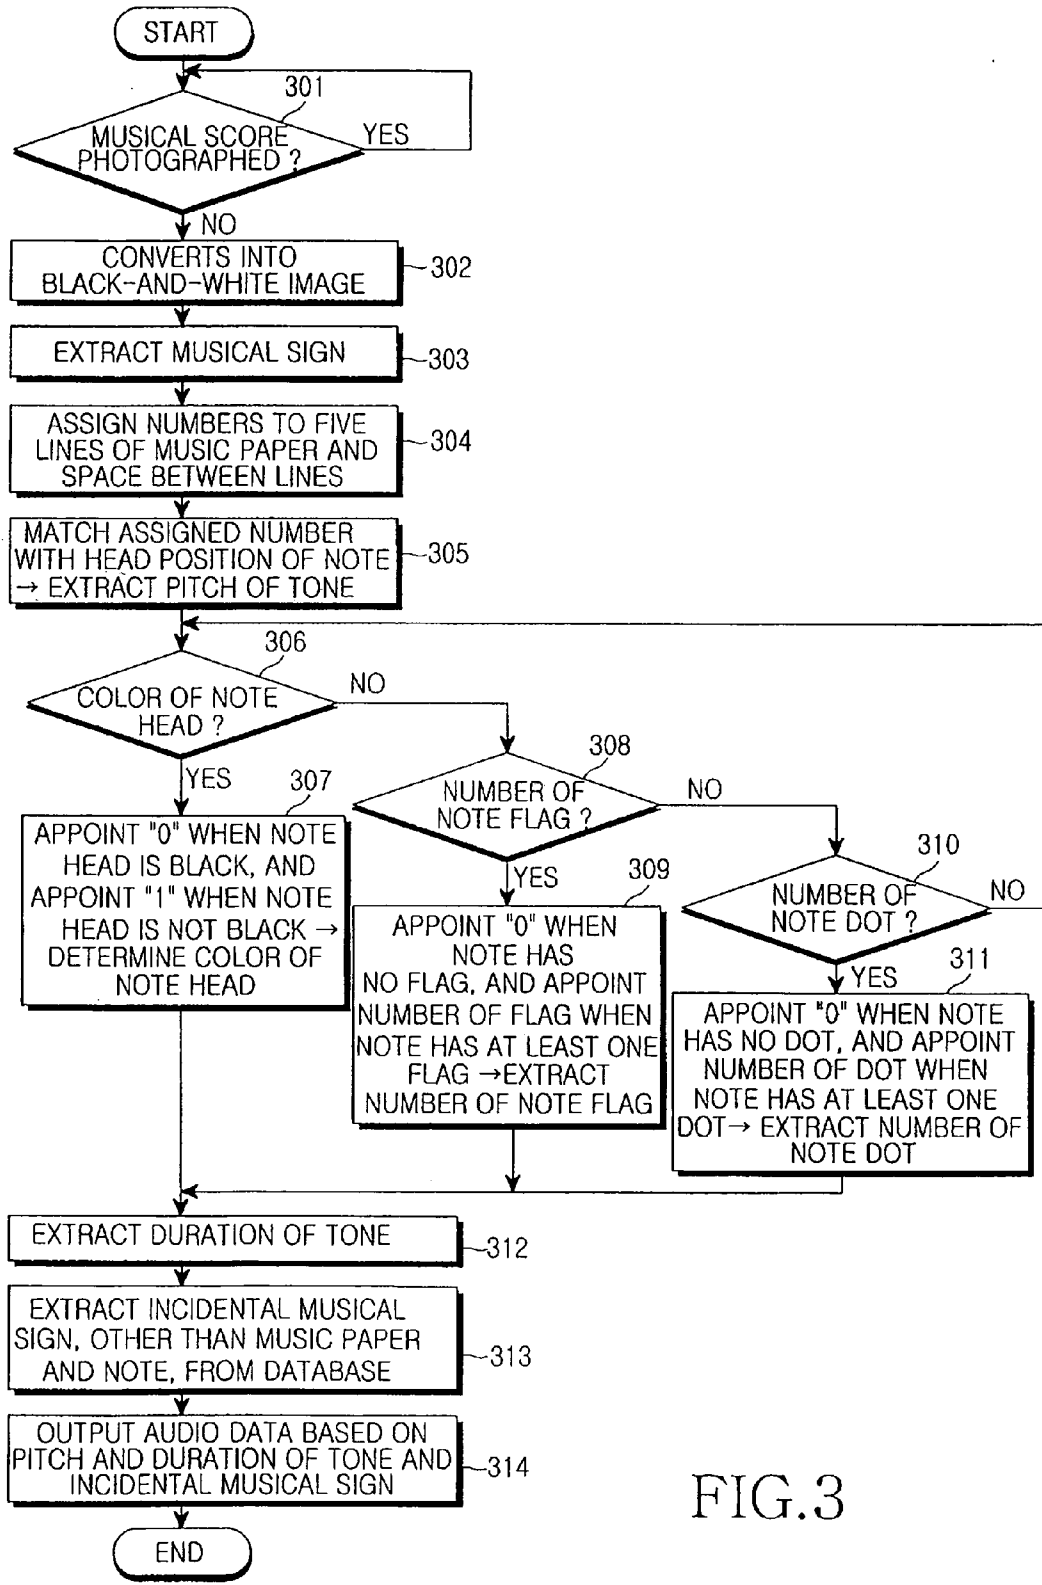 START
301
MUSICAL SCORE
PHOTOGRAPHED ?
YES
NO
CONVERTS INTO
BLACK-AND-WHITE IMAGE
302
EXTRACT MUSICAL SIGN
303
ASSIGN NUMBERS TO FIVE
LINES OF MUSIC PAPER AND
SPACE BETWEEN LINES
304
MATCH ASSIGNED NUMBER
WITH HEAD POSITION OF NOTE
→ EXTRACT PITCH OF TONE
305
306
COLOR OF NOTE
HEAD ?
NO
YES
307
APPOINT "0" WHEN NOTE
HEAD IS BLACK, AND
APPOINT "1" WHEN NOTE
HEAD IS NOT BLACK →
DETERMINE COLOR OF
NOTE HEAD
308
NUMBER OF
NOTE FLAG ?
NO
YES
309
APPOINT "0" WHEN
NOTE HAS
NO FLAG, AND APPOINT
NUMBER OF FLAG WHEN
NOTE HAS AT LEAST ONE
FLAG →EXTRACT
NUMBER OF NOTE FLAG
310
NUMBER OF
NOTE DOT ?
NO
YES
311
APPOINT "0" WHEN NOTE
HAS NO DOT, AND APPOINT
NUMBER OF DOT WHEN
NOTE HAS AT LEAST ONE
DOT→ EXTRACT NUMBER OF
NOTE DOT
EXTRACT DURATION OF TONE
312
EXTRACT INCIDENTAL MUSICAL
SIGN, OTHER THAN MUSIC PAPER
AND NOTE, FROM DATABASE
313
OUTPUT AUDIO DATA BASED ON
PITCH AND DURATION OF TONE AND
INCIDENTAL MUSICAL SIGN
314
END
FIG.3